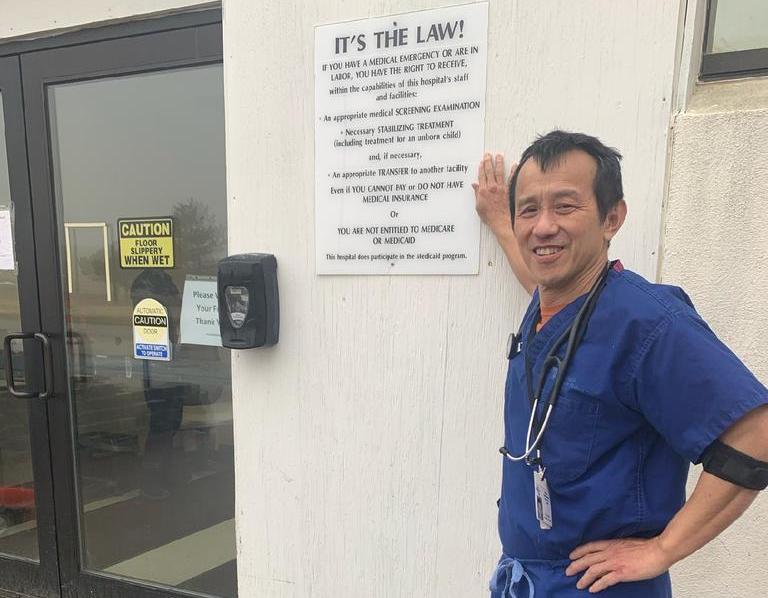 IT'S THE LAW!
IF YOU HAVE A MEDICAL EMERGENCY OR ARE IN
LABOR, YOU HAVE THE RIGHT TO RECEIVE,
within the capabilities of this hospital's staff
and facilities:
· An appropriate medical SCREENING EXAMINATION
· Necessary STABILIZING TREATMENT
(including treatment for an unborn child)
and, if necessary,
· An appropriate TRANSFER to another facility
Even if YOU CANNOT PAY or DO NOT HAVE
MEDICAL INSURANCE
Or
YOU ARE NOT ENTITLED TO MEDICARE
OR MEDICAID
This hospital does participate in the Medicaid program.
CAUTION
FLOOR
SLIPPERY
WHEN WET
AUTOMATIC
CAUTION
DOOR
ACTIVATE SWITCH
TO OPERATE
Please
Your
Thank